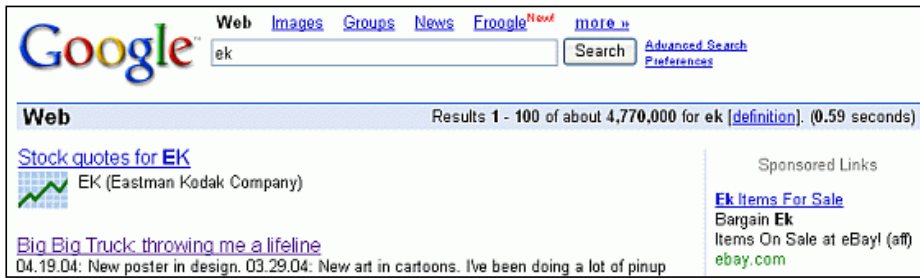 Web Images Groups News Froogle New! more »
Google™
ek Search Advanced Search
Preferences
Web Results 1 - 100 of about 4,770,000 for ek [definition]. (0.59 seconds)
Stock quotes for EK
EK (Eastman Kodak Company)
Big Big Truck: throwing me a lifeline
04.19.04: New poster in design. 03.29.04: New art in cartoons. I've been doing a lot of pinup
Sponsored Links
Ek Items For Sale
Bargain Ek
Items On Sale at eBay! (aff)
ebay.com